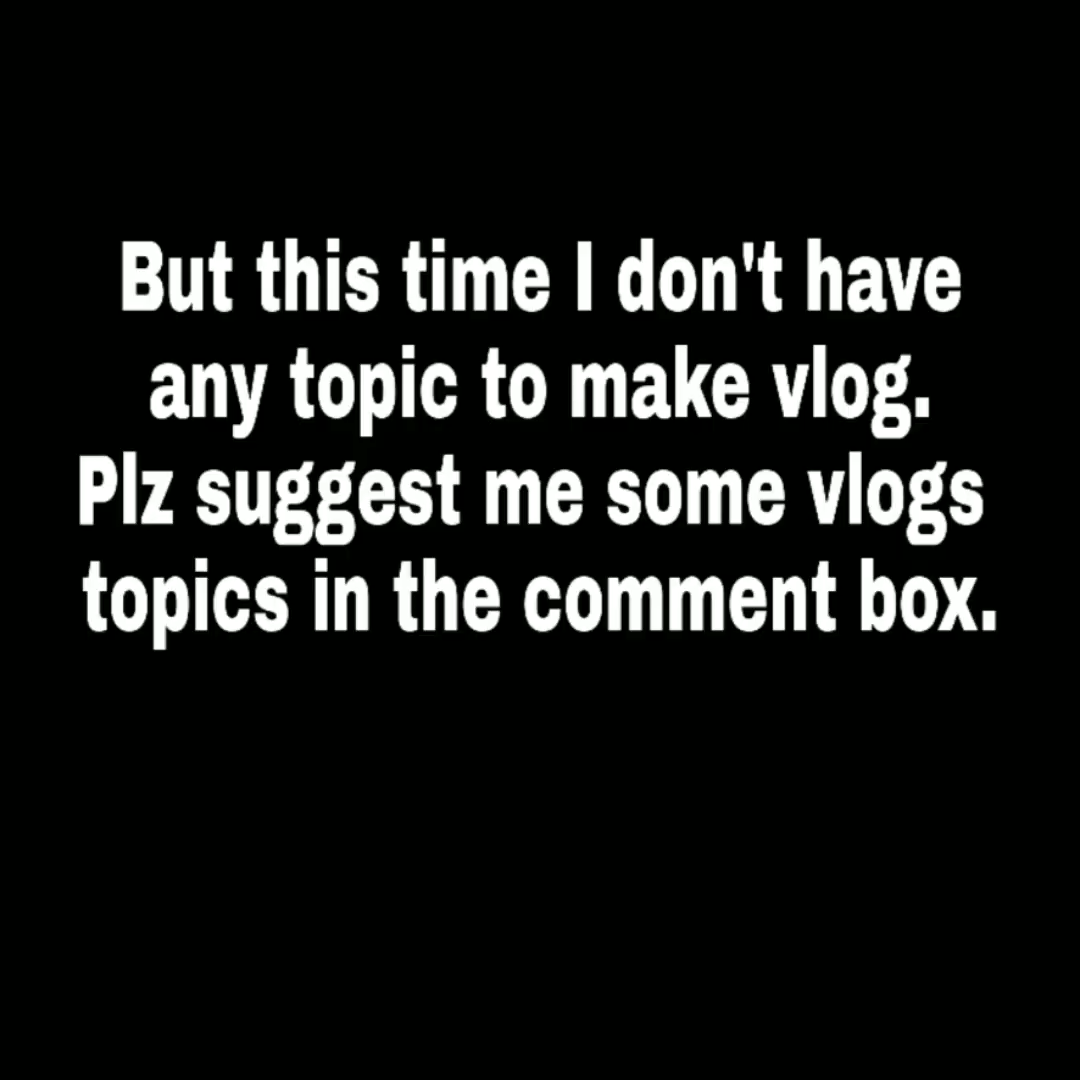 But this time I don't have
any topic to make vlog.
Plz suggest me some vlogs
topics in the comment box.